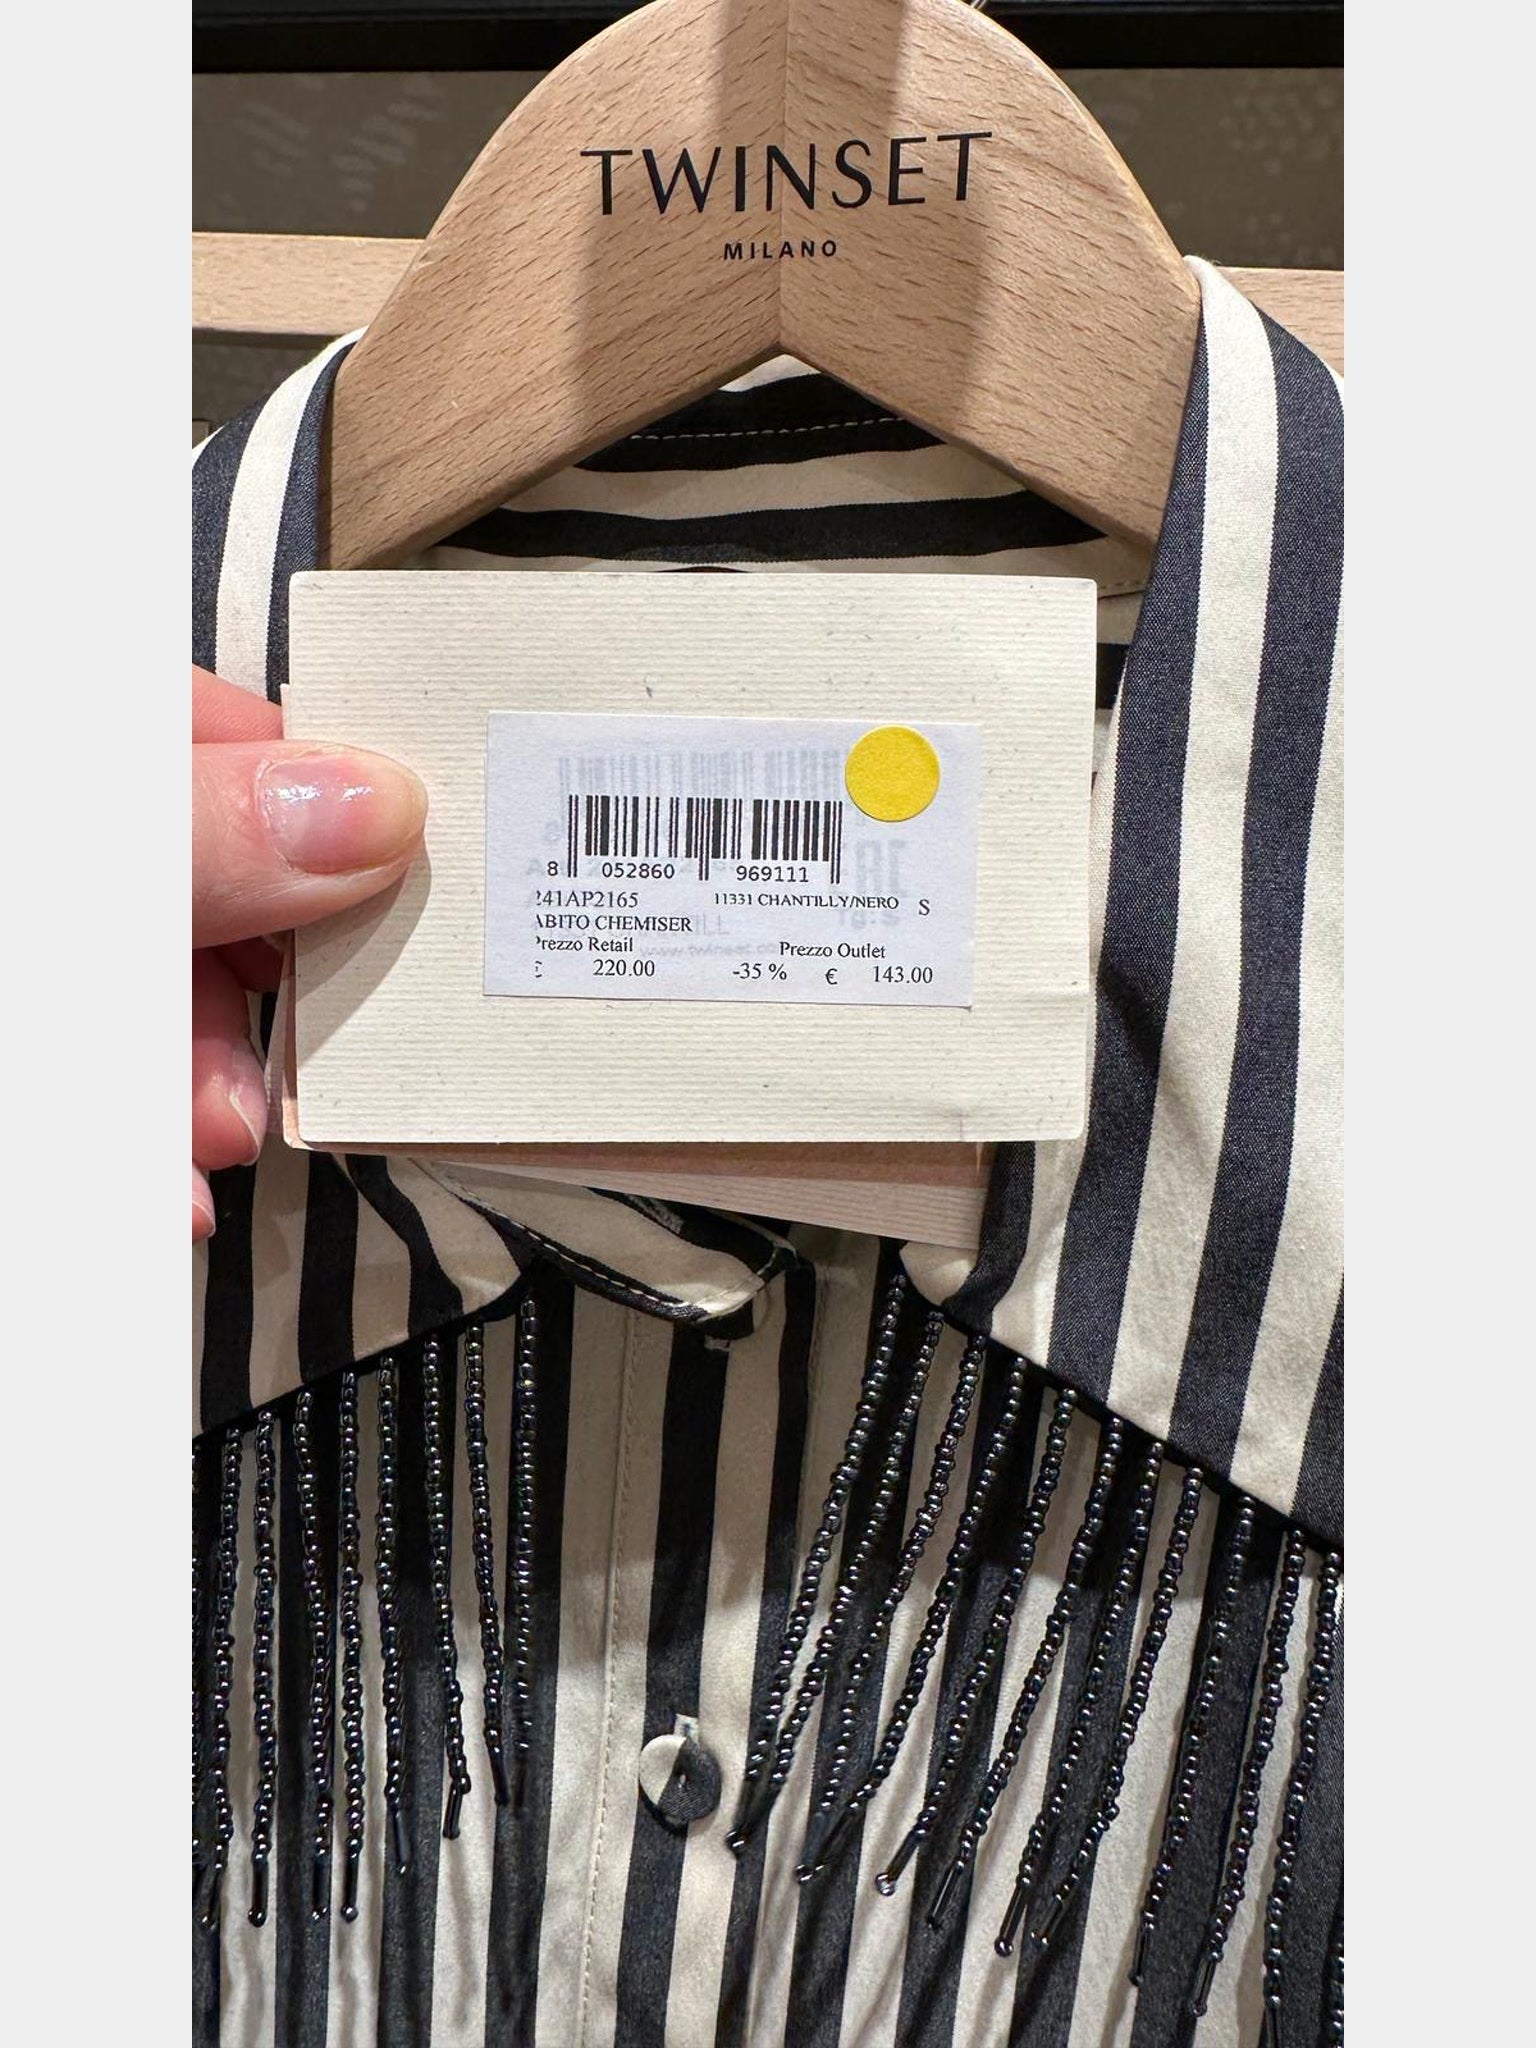 TWINSET
MILANO
8 052860 969111
241AP2165 11331 CHANTILLY/NERO S
ABITO CHEMISER
Prezzo Retail Prezzo Outlet
€ 220.00 -35 % € 143.00